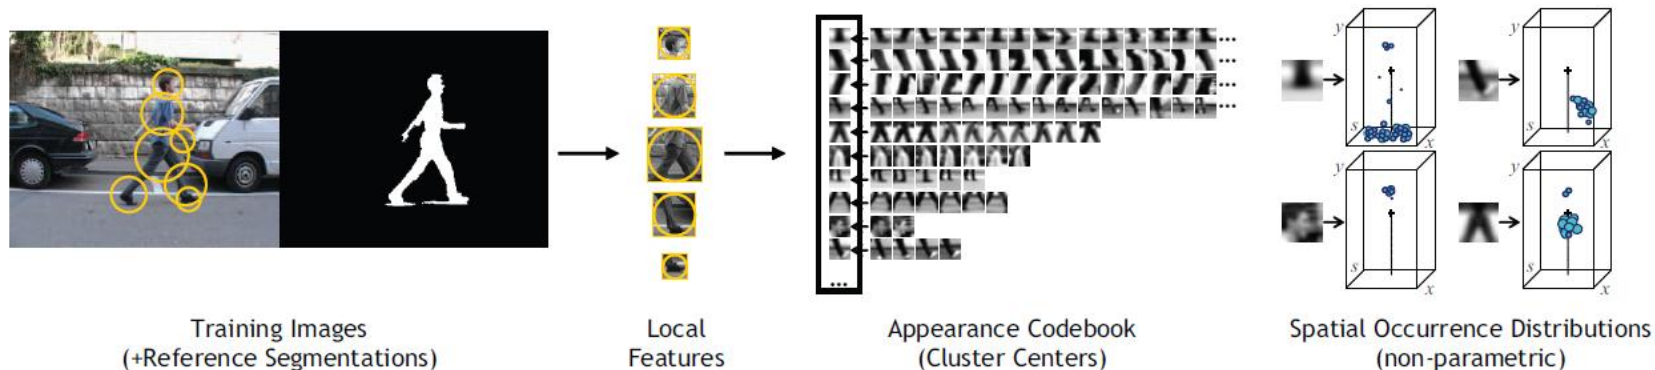 Training Images
(+Reference Segmentations)
Local
Features
Appearance Codebook
(Cluster Centers)
Spatial Occurrence Distributions
(non-parametric)
y
s
x
y
s
x
y
s
x
y
s
x
...
...
...
...
...